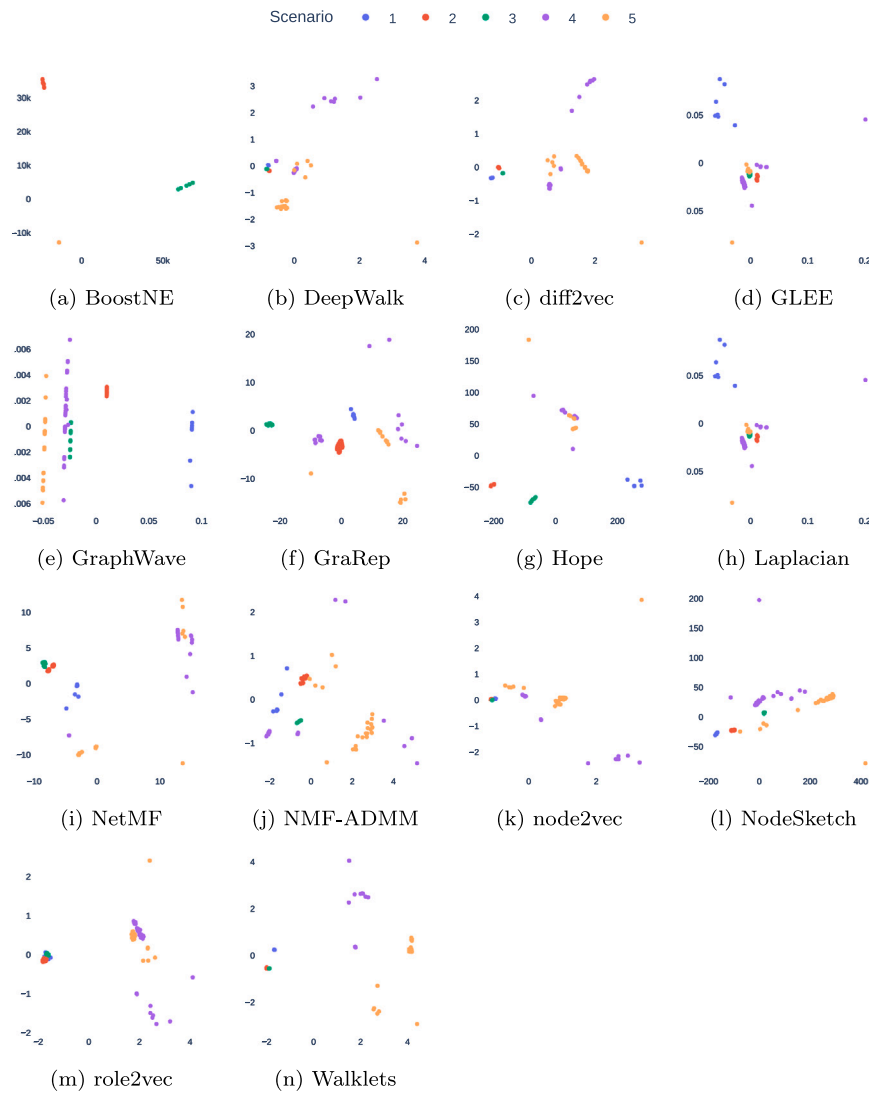 Scenario 1 2 3 4 5
30k
20k
10k
0
−10k
0 50k
(a) BoostNE
3
2
1
0
−1
−2
−3
0 2 4
(b) DeepWalk
2
1
0
−1
−2
0 2 4
(c) diff2vec
0.05
0
0.05
0 0.1 0.2
(d) GLEE
.006
.004
.002
0
.002
.004
.006
−0.05 0 0.05 0.1
(e) GraphWave
20
10
0
−10
−20 0 20
(f) GraRep
200
150
100
50
0
−50
−200 0 200
(g) Hope
0.05
0
0.05
0 0.1 0.2
(h) Laplacian
10
5
0
−5
−10
−10 0 10
(i) NetMF
2
1
0
−1
−2 0 2 4
(j) NMF-ADMM
4
3
2
1
0
−1
−2
0 2
(k) node2vec
200
150
100
50
0
−50
−200 0 200 400
(l) NodeSketch
2
1
0
−1
−2
−2 0 2 4
(m) role2vec
4
2
0
−2
−2 0 2 4
(n) Walklets